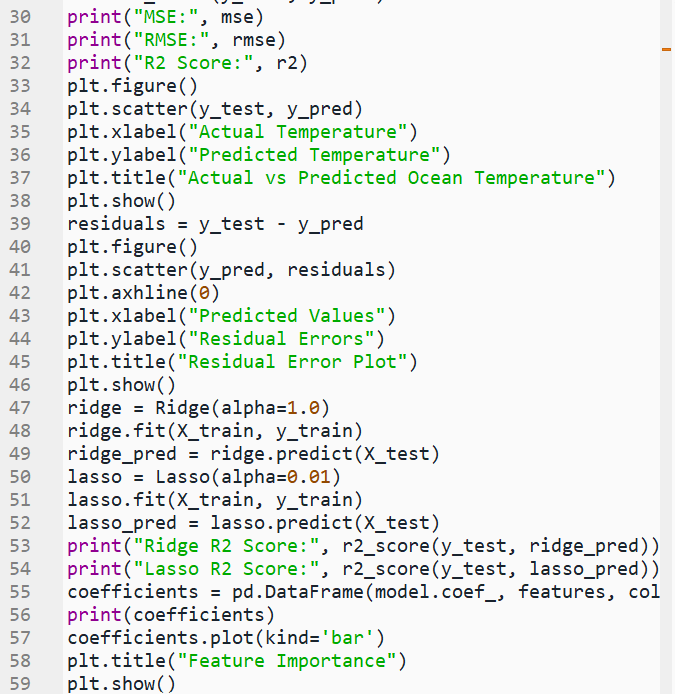 30 print("MSE:", mse)
31 print("RMSE:", rmse)
32 print("R2 Score:", r2)
33 plt.figure()
34 plt.scatter(y_test, y_pred)
35 plt.xlabel("Actual Temperature")
36 plt.ylabel("Predicted Temperature")
37 plt.title("Actual vs Predicted Ocean Temperature")
38 plt.show()
39 residuals = y_test - y_pred
40 plt.figure()
41 plt.scatter(y_pred, residuals)
42 plt.axhline(0)
43 plt.xlabel("Predicted Values")
44 plt.ylabel("Residual Errors")
45 plt.title("Residual Error Plot")
46 plt.show()
47 ridge = Ridge(alpha=1.0)
48 ridge.fit(X_train, y_train)
49 ridge_pred = ridge.predict(X_test)
50 lasso = Lasso(alpha=0.01)
51 lasso.fit(X_train, y_train)
52 lasso_pred = lasso.predict(X_test)
53 print("Ridge R2 Score:", r2_score(y_test, ridge_pred))
54 print("Lasso R2 Score:", r2_score(y_test, lasso_pred))
55 coefficients = pd.DataFrame(model.coef_, features, col
56 print(coefficients)
57 coefficients.plot(kind='bar')
58 plt.title("Feature Importance")
59 plt.show()